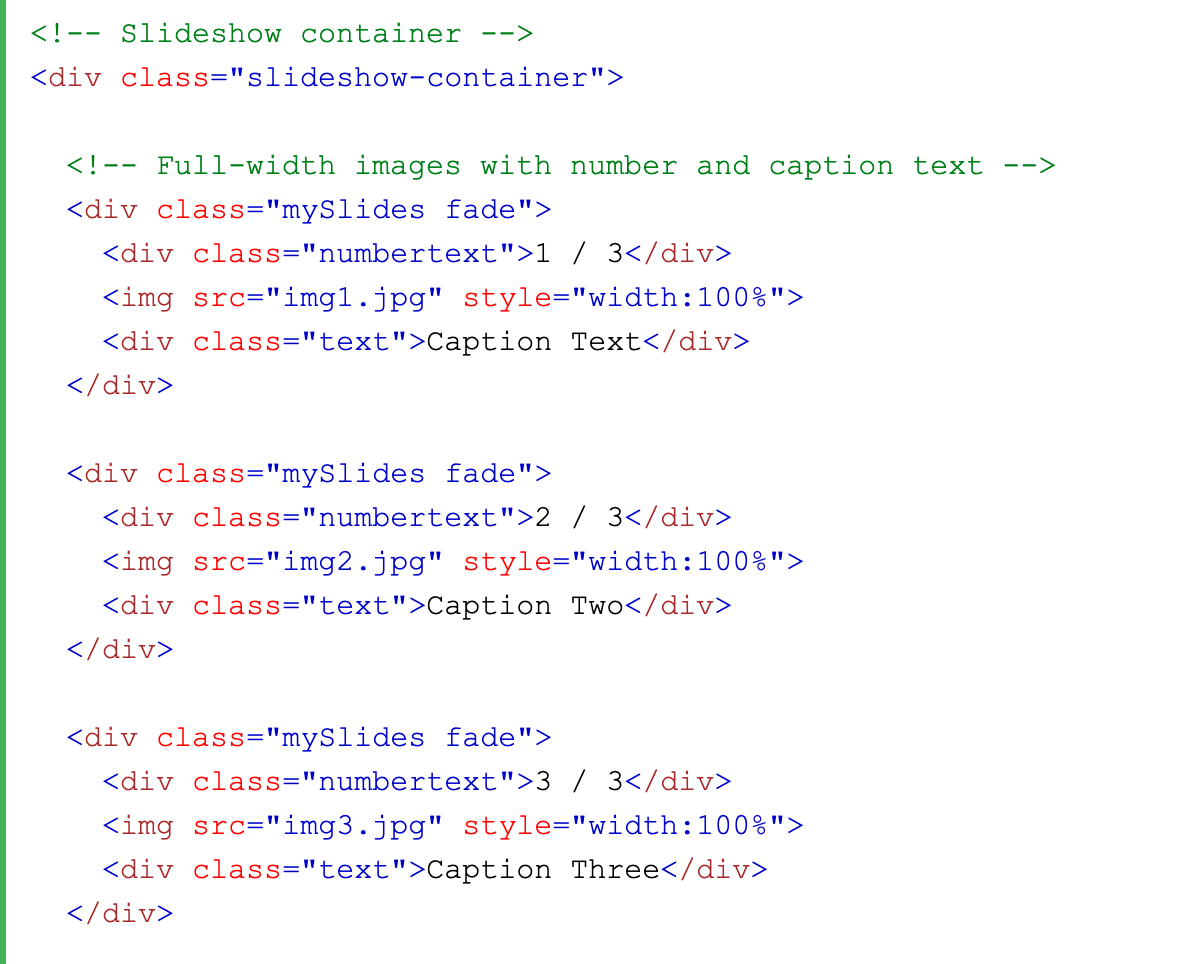 <!-- Slideshow container -->
<div class="slideshow-container">
<!-- Full-width images with number and caption text -->
<div class="mySlides fade">
<div class="numbertext">1 / 3</div>
<img src="img1.jpg" style="width:100%">
<div class="text">Caption Text</div>
</div>
<div class="mySlides fade">
<div class="numbertext">2 / 3</div>
<img src="img2.jpg" style="width:100%">
<div class="text">Caption Two</div>
</div>
<div class="mySlides fade">
<div class="numbertext">3 / 3</div>
<img src="img3.jpg" style="width:100%">
<div class="text">Caption Three</div>
</div>